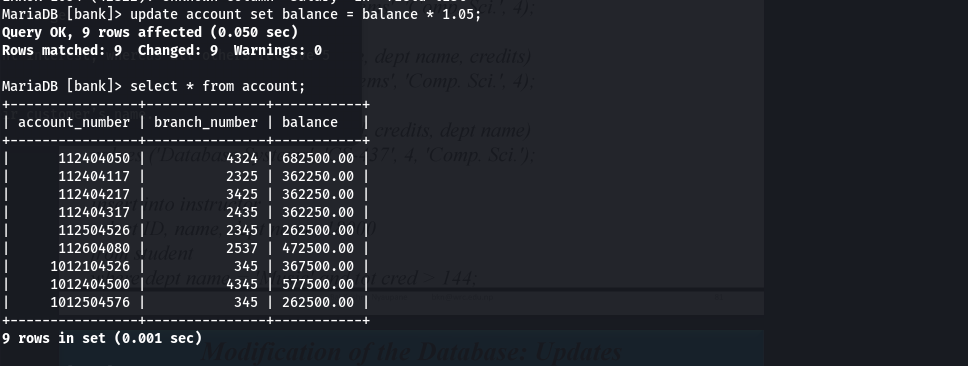 MariaDB [bank]> update account set balance = balance * 1.05;
Query OK, 9 rows affected (0.050 sec)
Rows matched: 9  Changed: 9  Warnings: 0

MariaDB [bank]> select * from account;
+----------------+---------------+-----------+
| account_number | branch_number | balance   |
+----------------+---------------+-----------+
|      112404050 |          4324 | 682500.00 |
|      112404117 |          2325 | 362250.00 |
|      112404217 |          3425 | 362250.00 |
|      112404317 |          2435 | 362250.00 |
|      112504526 |          2345 | 262500.00 |
|      112604080 |          2537 | 472500.00 |
|     1012104526 |           345 | 367500.00 |
|     1012404500 |          4345 | 577500.00 |
|     1012504576 |           345 | 262500.00 |
+----------------+---------------+-----------+
9 rows in set (0.001 sec)
Modification of the Database: Updates